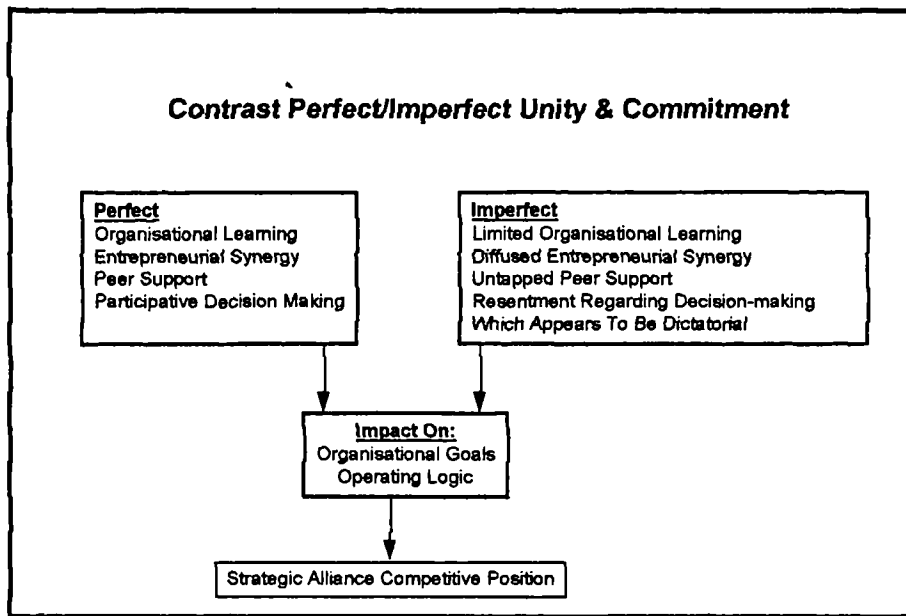 Contrast Perfect/Imperfect Unity & Commitment
Perfect
Organisational Learning
Entrepreneurial Synergy
Peer Support
Participative Decision Making
Imperfect
Limited Organisational Learning
Diffused Entrepreneurial Synergy
Untapped Peer Support
Resentment Regarding Decision-making
Which Appears To Be Dictatorial
Impact On:
Organisational Goals
Operating Logic
Strategic Alliance Competitive Position